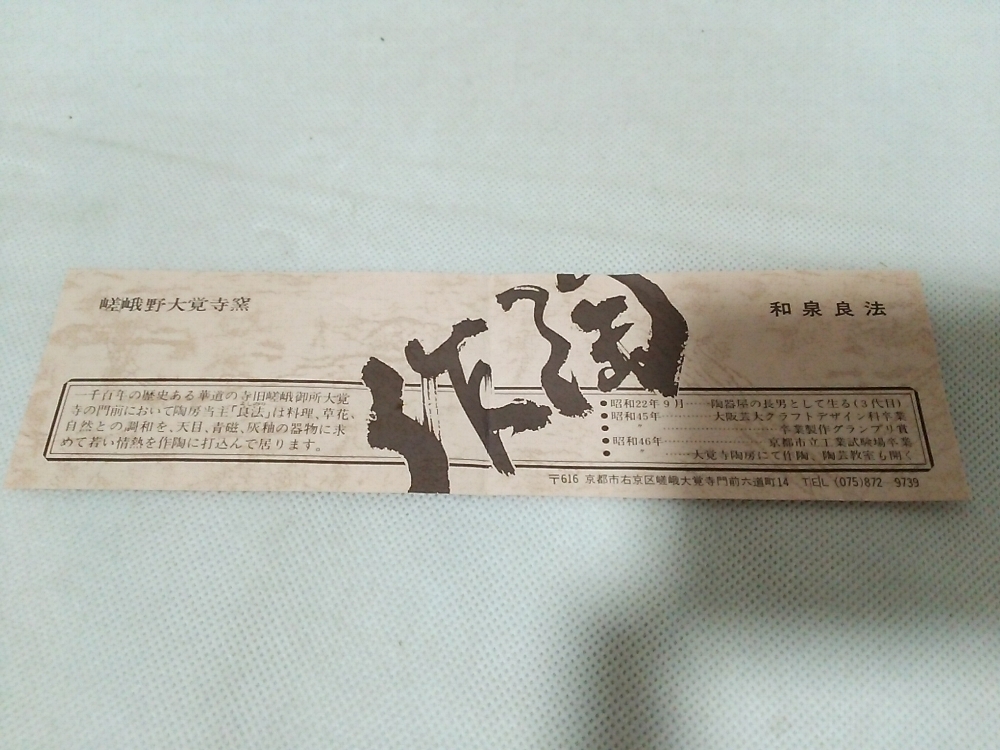 嵯峨野大覚寺窯
作陶
和泉良法
一千百年の歴史ある華道の寺旧嵯峨御所大覚
寺の門前において陶房当主「良法」は料理、草花、
自然との調和を、天目、青磁、灰釉の器物に求
めて若い情熱を作陶に打込んで居ります。
●昭和22年9月……陶器屋の長男として生る(3代目)
●昭和45年……大阪芸大クラフトデザイン科卒業
●……卒業製作グランプリ賞
●昭和46年……京都市立工業試験場卒業
●……大覚寺陶房にて作陶、陶芸教室も開く
〒616 京都市右京区嵯峨大覚寺門前六道町14 TEL (075)872 9739